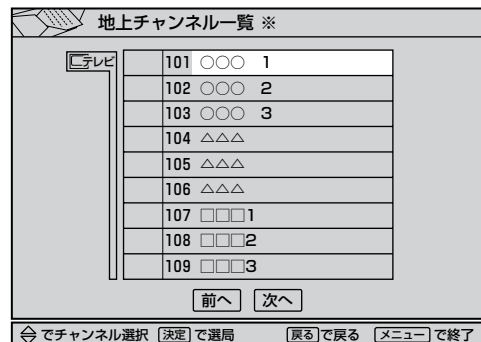 地上チャンネル一覧 ※
テレビ
101 ○○○ 1
102 ○○○ 2
103 ○○○ 3
104 △△△
105 △△△
106 △△△
107 □□□1
108 □□□2
109 □□□3
前へ 次へ
でチャンネル選択 決定 で選局 戻る で戻る メニュー で終了